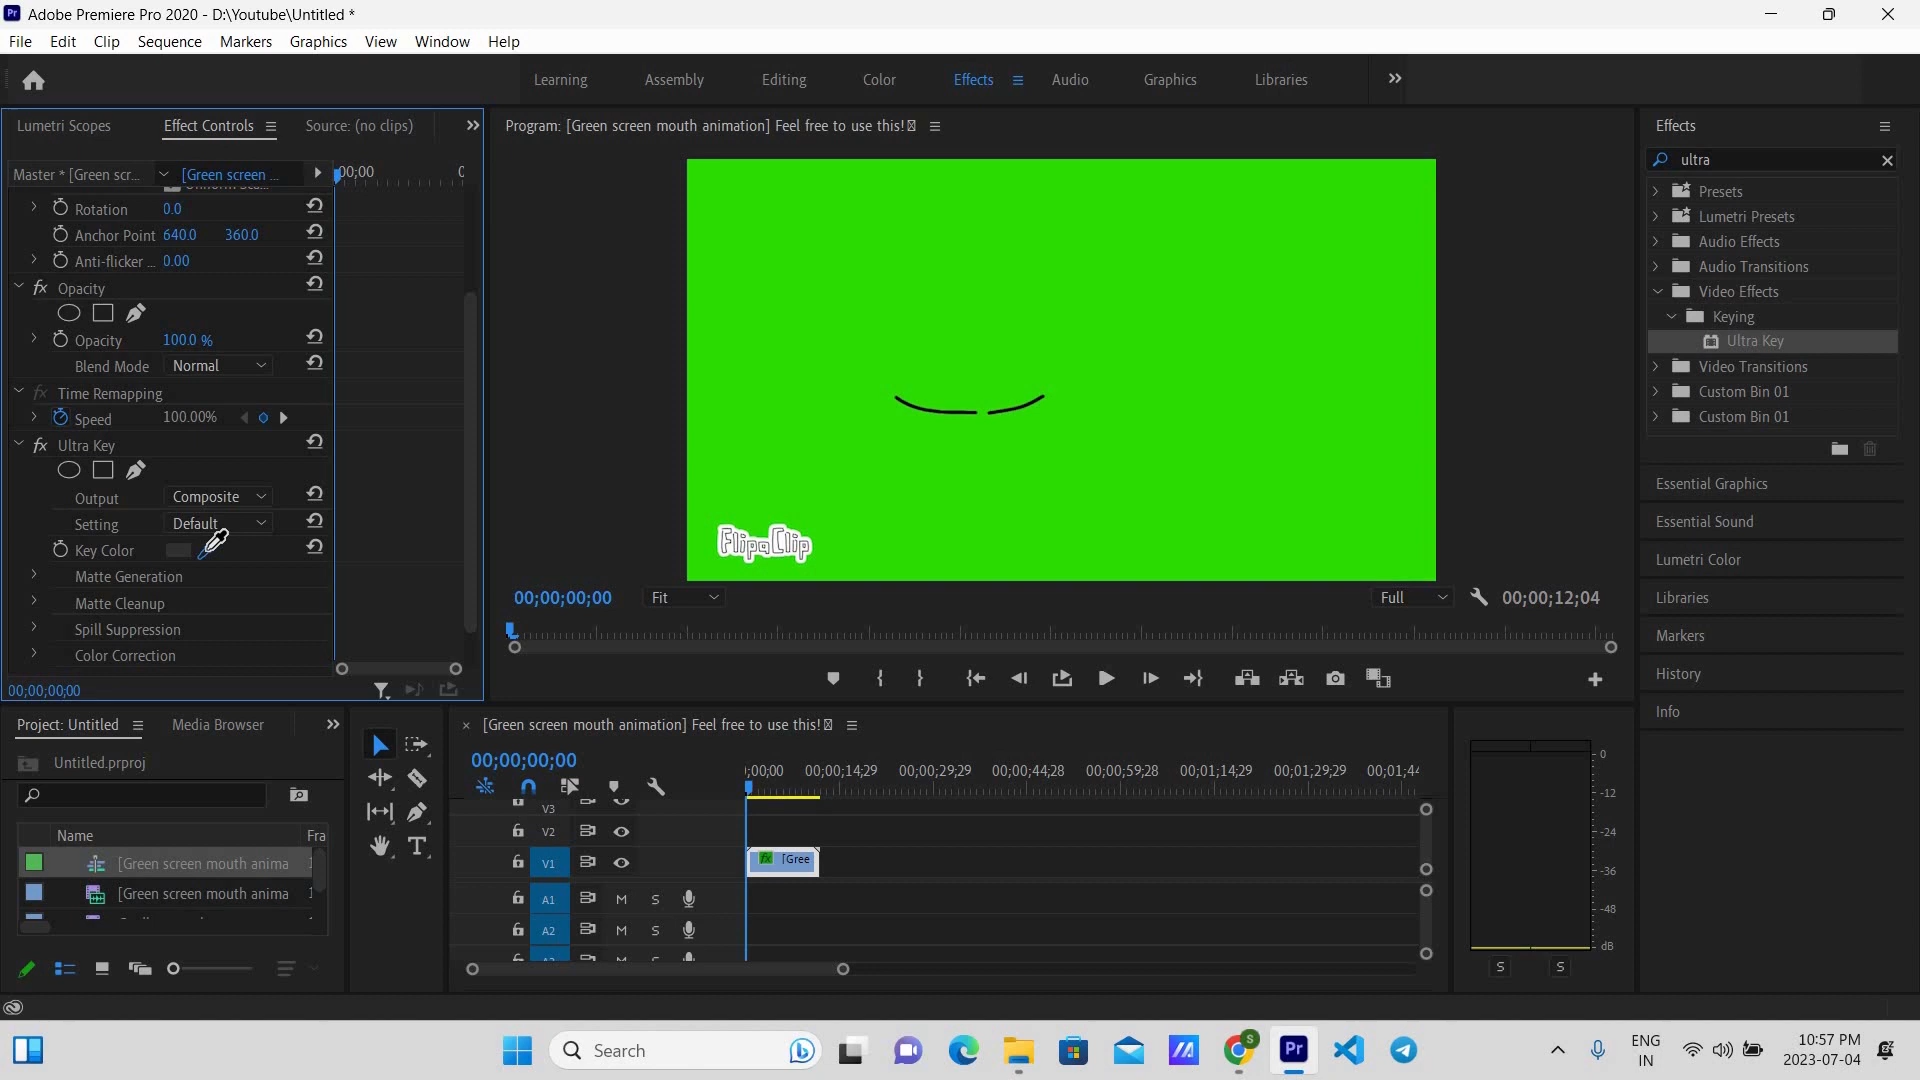 Adobe Premiere Pro 2020 - D:\Youtube\Untitled *
File Edit Clip Sequence Markers Graphics View Window Help
Learning Assembly Editing Color Effects Audio Graphics Libraries
Lumetri Scopes Effect Controls Source: (no clips)
Program: [Green screen mouth animation] Feel free to use this!
Effects
Master * [Green scr... [Green screen ...
00;00 0
ultra
Rotation 0.0
Anchor Point 640.0 360.0
Anti-flicker ... 0.00
Opacity
Opacity 100.0 %
Blend Mode Normal
Time Remapping
Speed 100.00%
Ultra Key
Output Composite
Setting Default
Key Color
Matte Generation
Matte Cleanup
Spill Suppression
Color Correction
00;00;00;00
FlipaClip
00;00;00;00 Fit Full 00;00;12;04
Presets
Lumetri Presets
Audio Effects
Audio Transitions
Video Effects
Keying
Ultra Key
Video Transitions
Custom Bin 01
Custom Bin 01
Essential Graphics
Essential Sound
Lumetri Color
Libraries
Markers
History
Info
Project: Untitled Media Browser
Untitled.prproj
Name Fra
[Green screen mouth anima 1
[Green screen mouth anima 1
× [Green screen mouth animation] Feel free to use this!
00;00;00;00
;00;00 00;00;14;29 00;00;29;29 00;00;44;28 00;00;59;28 00;01;14;29 00;01;29;29 00;01;44
V3
V2
V1 fx [Gree
A1 M S
A2 M S
0
-12
-24
-36
-48
dB
S S
Search
S
Pr
ENG
IN
10:57 PM
2023-07-04